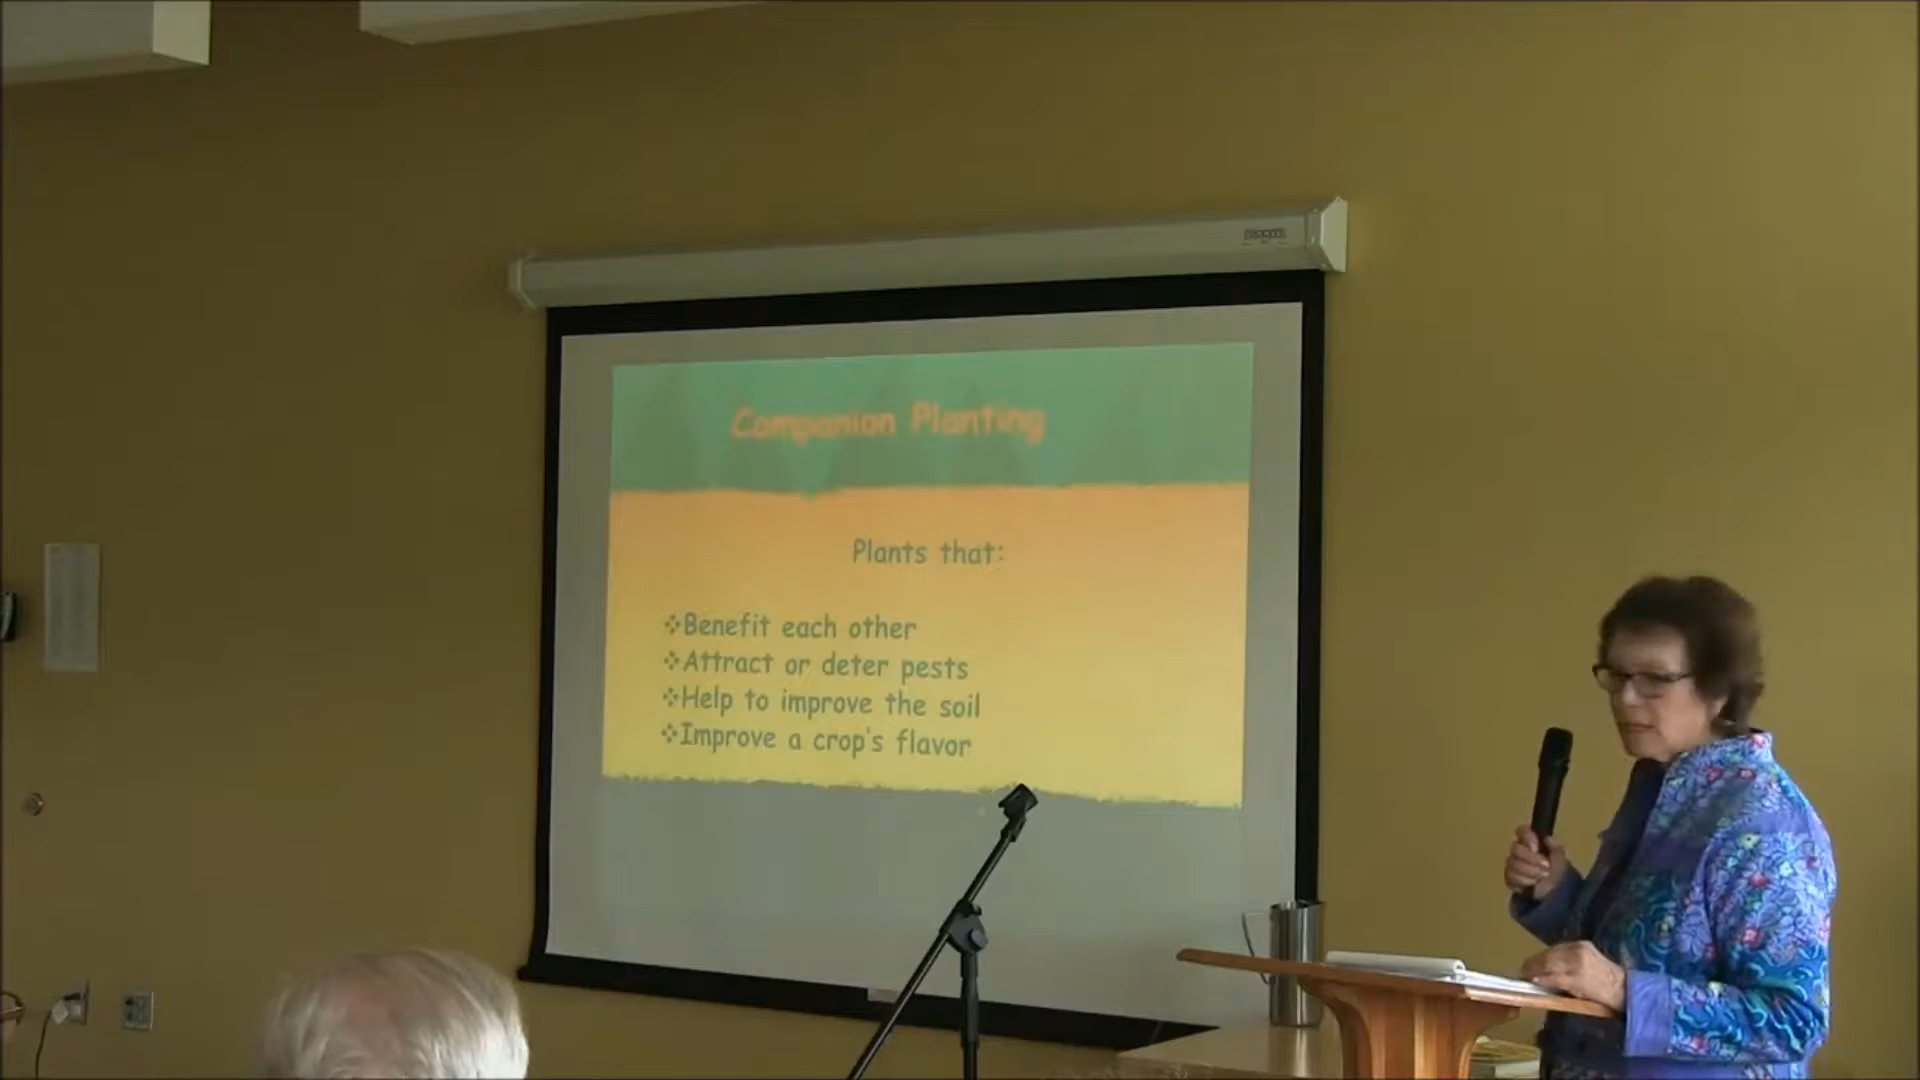 Companion Planting
Plants that:
❖Benefit each other
❖Attract or deter pests
❖Help to improve the soil
❖Improve a crop's flavor